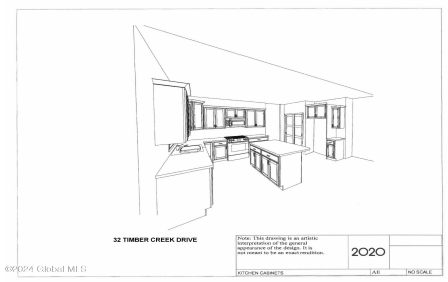 32 TIMBER CREEK DRIVE
Note: This drawing is an artistic
interpretation of the general
appearance of the design. It is
not meant to be an exact rendition.
2020
KITCHEN CABINETS
All
NO SCALE
©2024 Global MLS